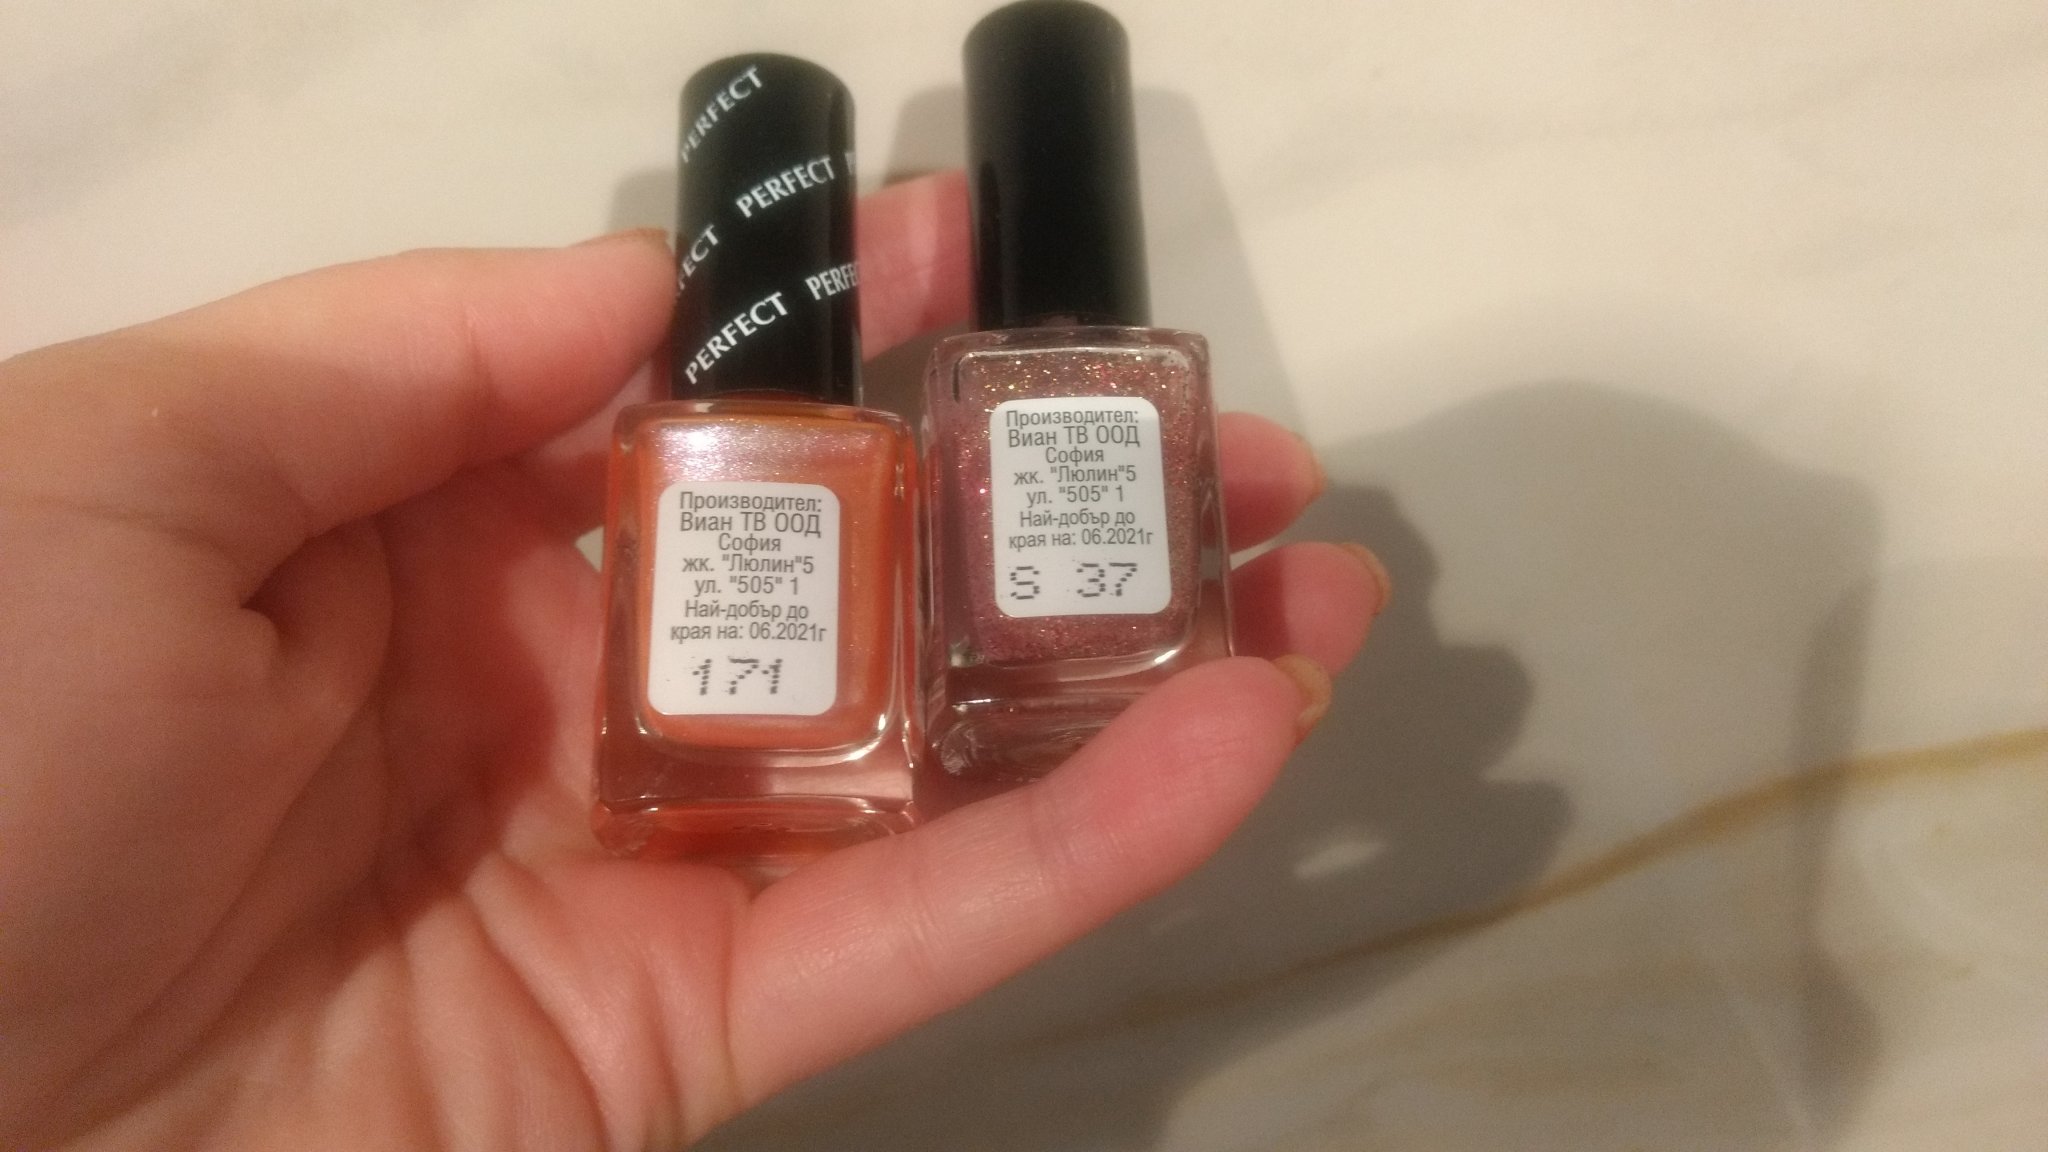 PERFECT
PERFECT
PERFECT
Производител:
Виан ТВ ООД
София
жк. "Люлин"5
ул. "505" 1
Най-добър до
края на: 06.2021г
171
Производител:
Виан ТВ ООД
София
жк. "Люлин"5
ул. "505" 1
Най-добър до
края на: 06.2021г
S 37